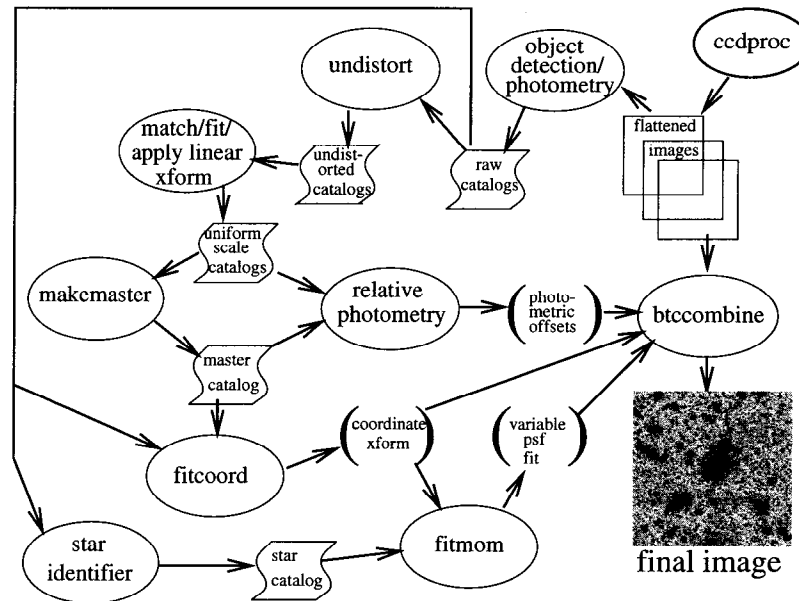 ccdproc
object
detection/
photometry
undistort
flattened
images
match/fit/
apply linear
xform
undist-
orted
catalogs
raw
catalogs
uniform
scale
catalogs
makemaster
relative
photometry
photo-
metric
offsets
btccombine
master
catalog
coordinate
xform
variable
psf
fit
fitcoord
star
identifier
star
catalog
fitmom
final image